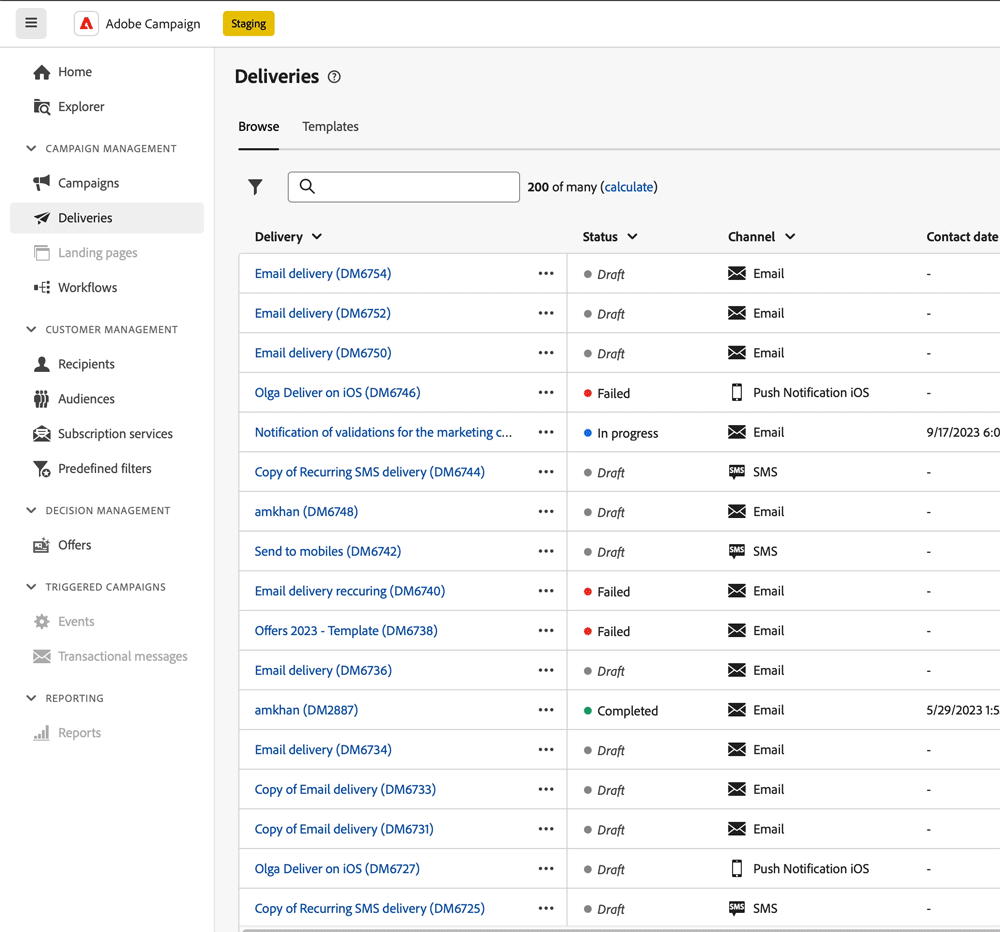 Adobe Campaign Staging
Home
Explorer
CAMPAIGN MANAGEMENT
Campaigns
Deliveries
Landing pages
Workflows
CUSTOMER MANAGEMENT
Recipients
Audiences
Subscription services
Predefined filters
DECISION MANAGEMENT
Offers
TRIGGERED CAMPAIGNS
Events
Transactional messages
REPORTING
Reports
Deliveries ?
Browse Templates
200 of many (calculate)
Delivery Status Channel Contact date
Email delivery (DM6754) ••• Draft Email -
Email delivery (DM6752) ••• Draft Email -
Email delivery (DM6750) ••• Draft Email -
Olga Deliver on iOS (DM6746) ••• Failed Push Notification iOS -
Notification of validations for the marketing c... ••• In progress Email 9/17/2023 6:0
Copy of Recurring SMS delivery (DM6744) ••• Draft SMS SMS -
amkhan (DM6748) ••• Draft Email -
Send to mobiles (DM6742) ••• Draft SMS SMS -
Email delivery reccuring (DM6740) ••• Failed Email -
Offers 2023 - Template (DM6738) ••• Failed Email -
Email delivery (DM6736) ••• Draft Email -
amkhan (DM2887) ••• Completed Email 5/29/2023 1:5
Email delivery (DM6734) ••• Draft Email -
Copy of Email delivery (DM6733) ••• Draft Email -
Copy of Email delivery (DM6731) ••• Draft Email -
Olga Deliver on iOS (DM6727) ••• Draft Push Notification iOS -
Copy of Recurring SMS delivery (DM6725) ••• Draft SMS SMS -